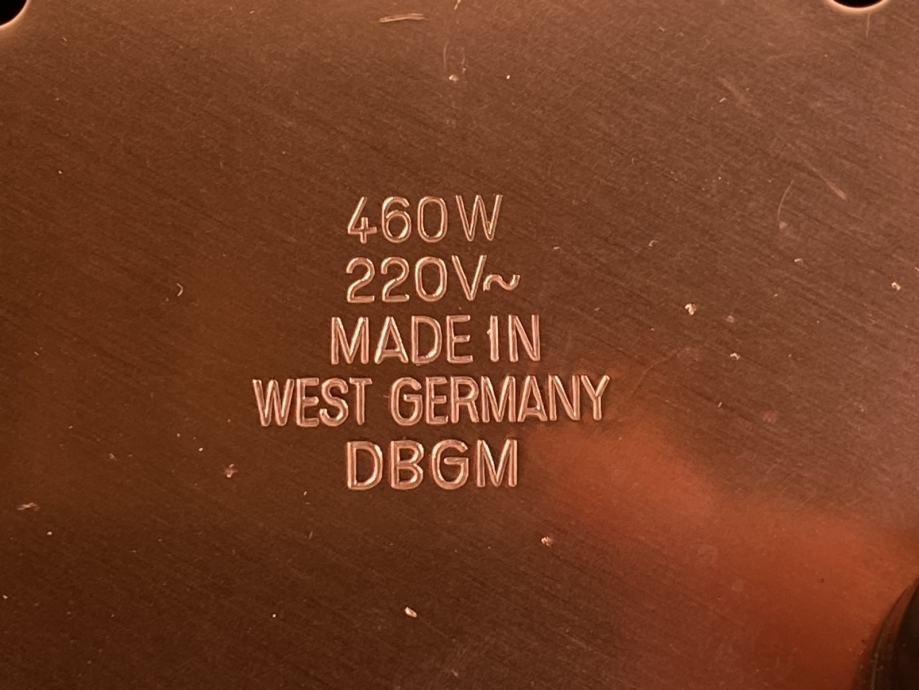 460W
220V~
MADE IN
WEST GERMANY
DBGM